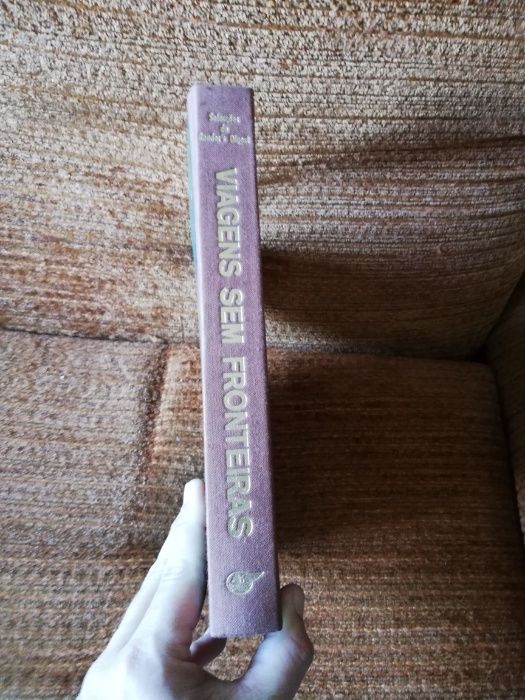 Selecções
do
Reader's Digest
VIAGENS SEM FRONTEIRAS